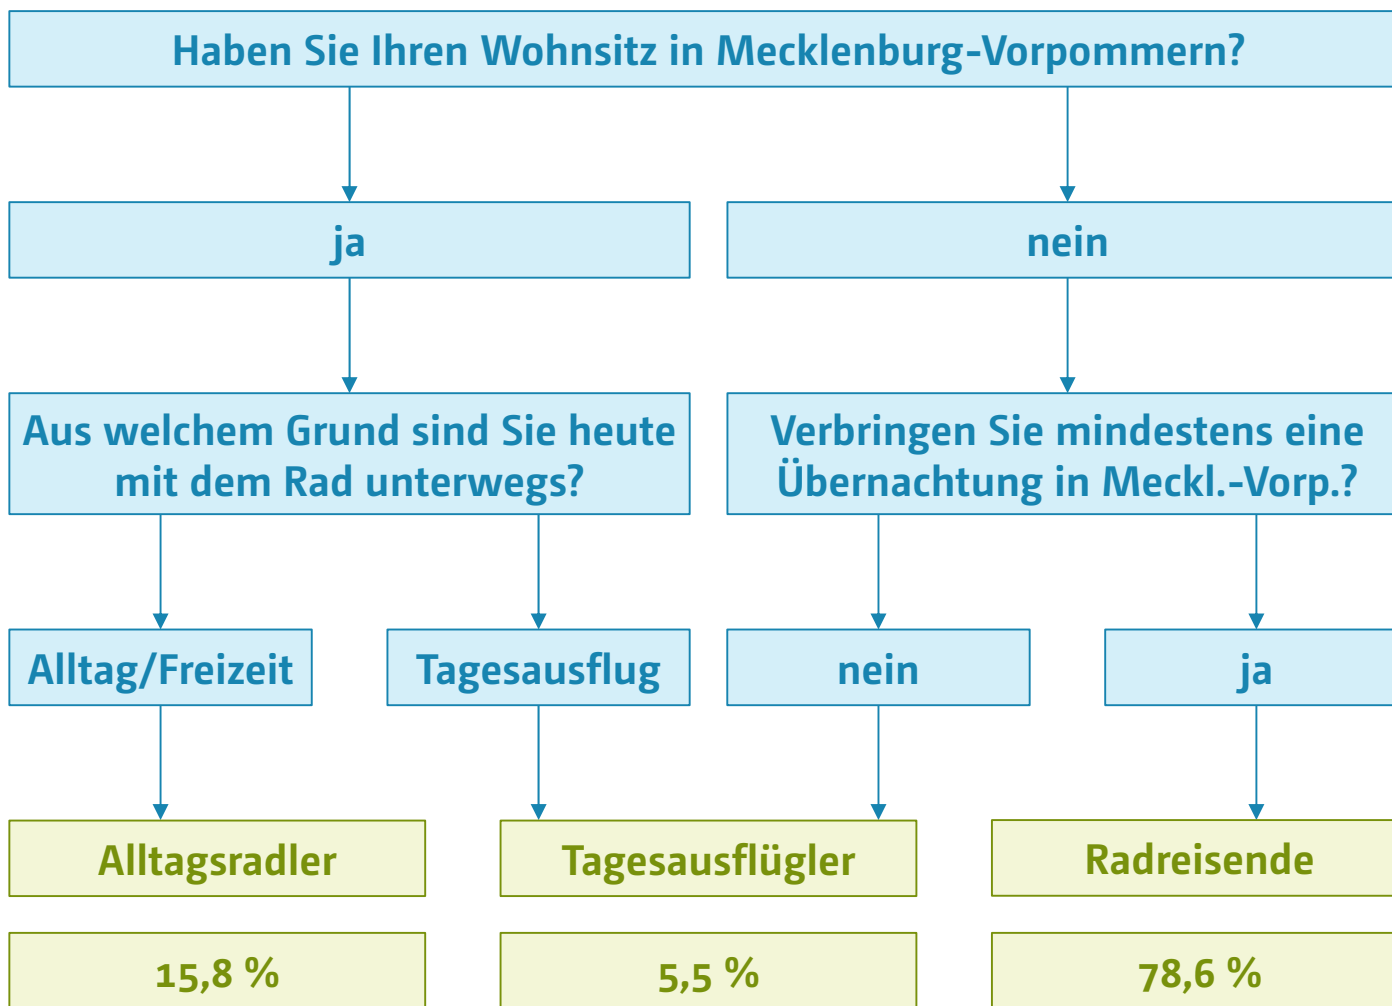 Haben Sie Ihren Wohnsitz in Mecklenburg-Vorpommern?
ja
nein
Aus welchem Grund sind Sie heute
mit dem Rad unterwegs?
Verbringen Sie mindestens eine
Übernachtung in Meckl.-Vorp.?
Alltag/Freizeit
Tagesausflug
nein
ja
Alltagsradler
Tagesausflügler
Radreisende
15,8 %
5,5 %
78,6 %